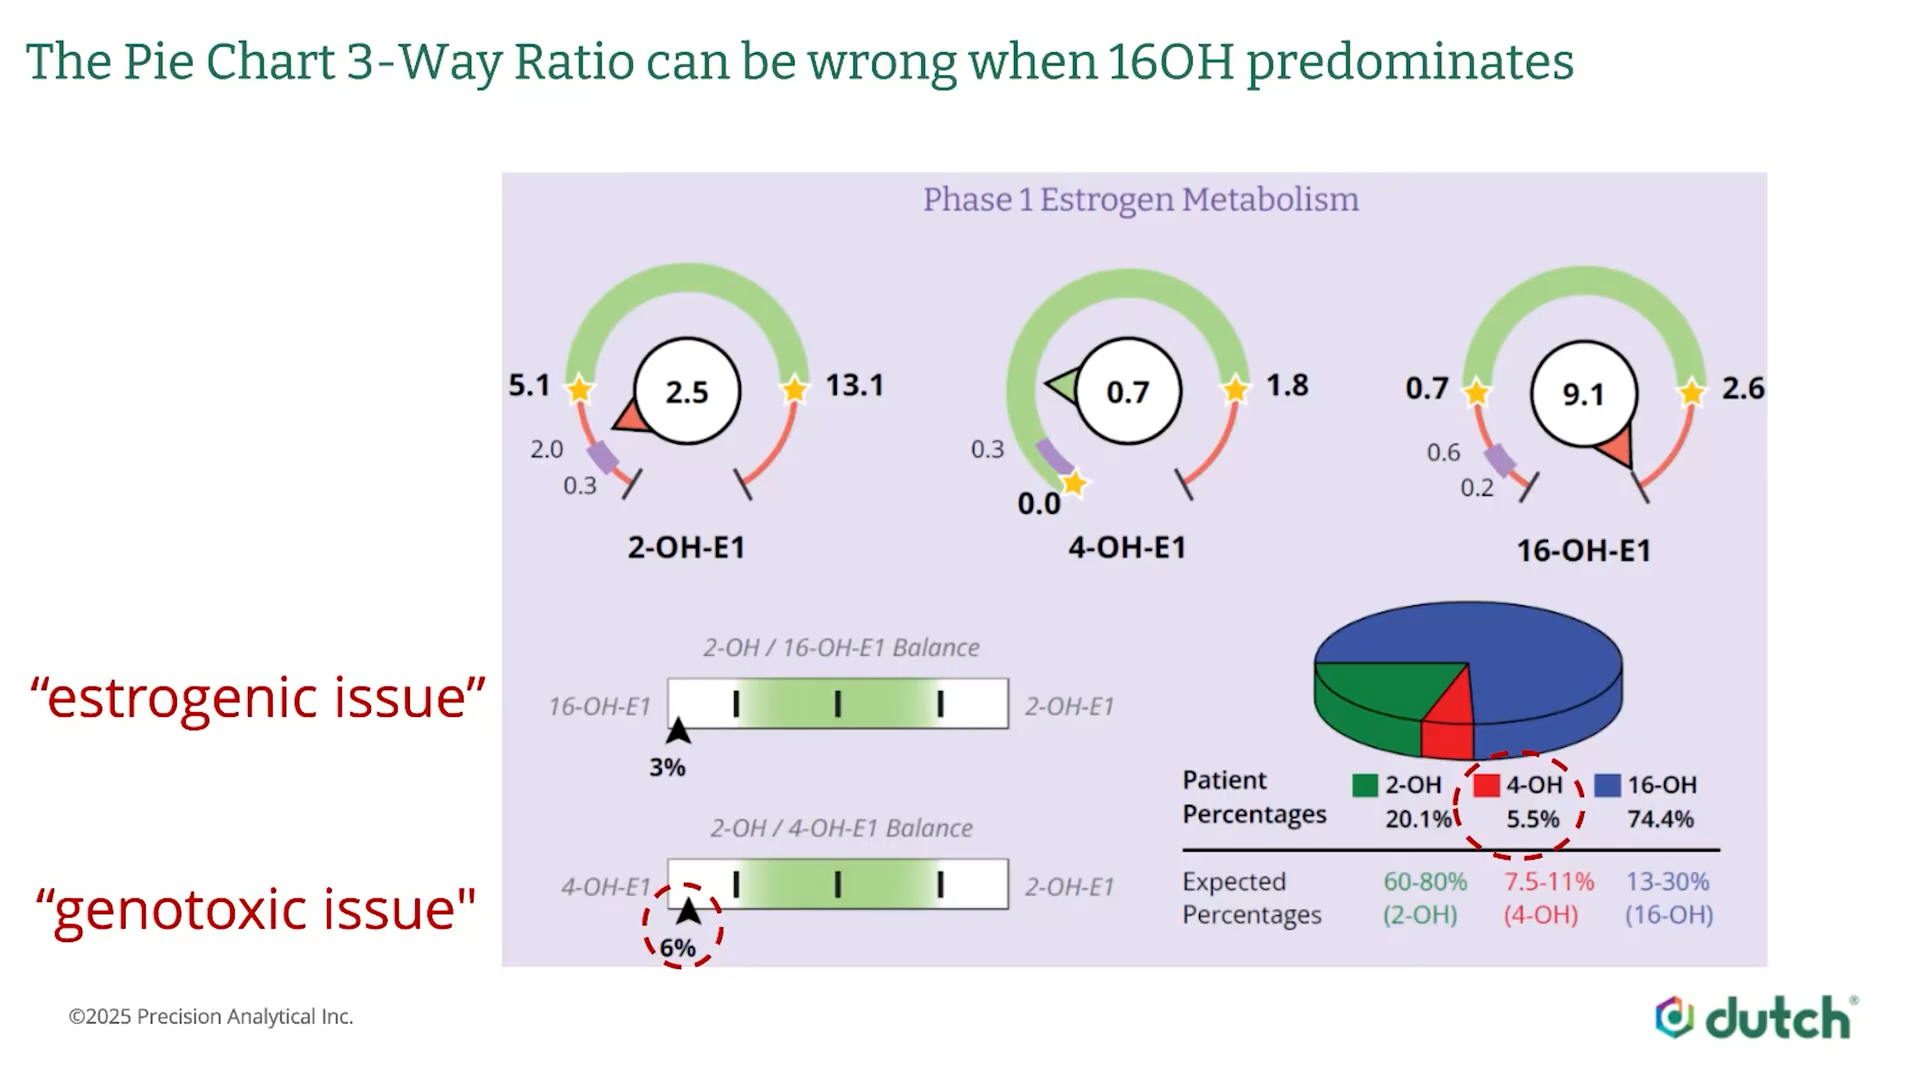 The Pie Chart 3-Way Ratio can be wrong when 16OH predominates
Phase 1 Estrogen Metabolism
5.1
2.5
13.1
2.0
0.3
2-OH-E1
0.7
1.8
0.3
0.0
4-OH-E1
0.7
9.1
2.6
0.6
0.2
16-OH-E1
“estrogenic issue”
2-OH / 16-OH-E1 Balance
16-OH-E1
2-OH-E1
3%
“genotoxic issue"
2-OH / 4-OH-E1 Balance
4-OH-E1
2-OH-E1
6%
Patient Percentages
2-OH 4-OH 16-OH
20.1% 5.5% 74.4%
Expected Percentages
60-80% 7.5-11% 13-30%
(2-OH) (4-OH) (16-OH)
©2025 Precision Analytical Inc.
dutch®